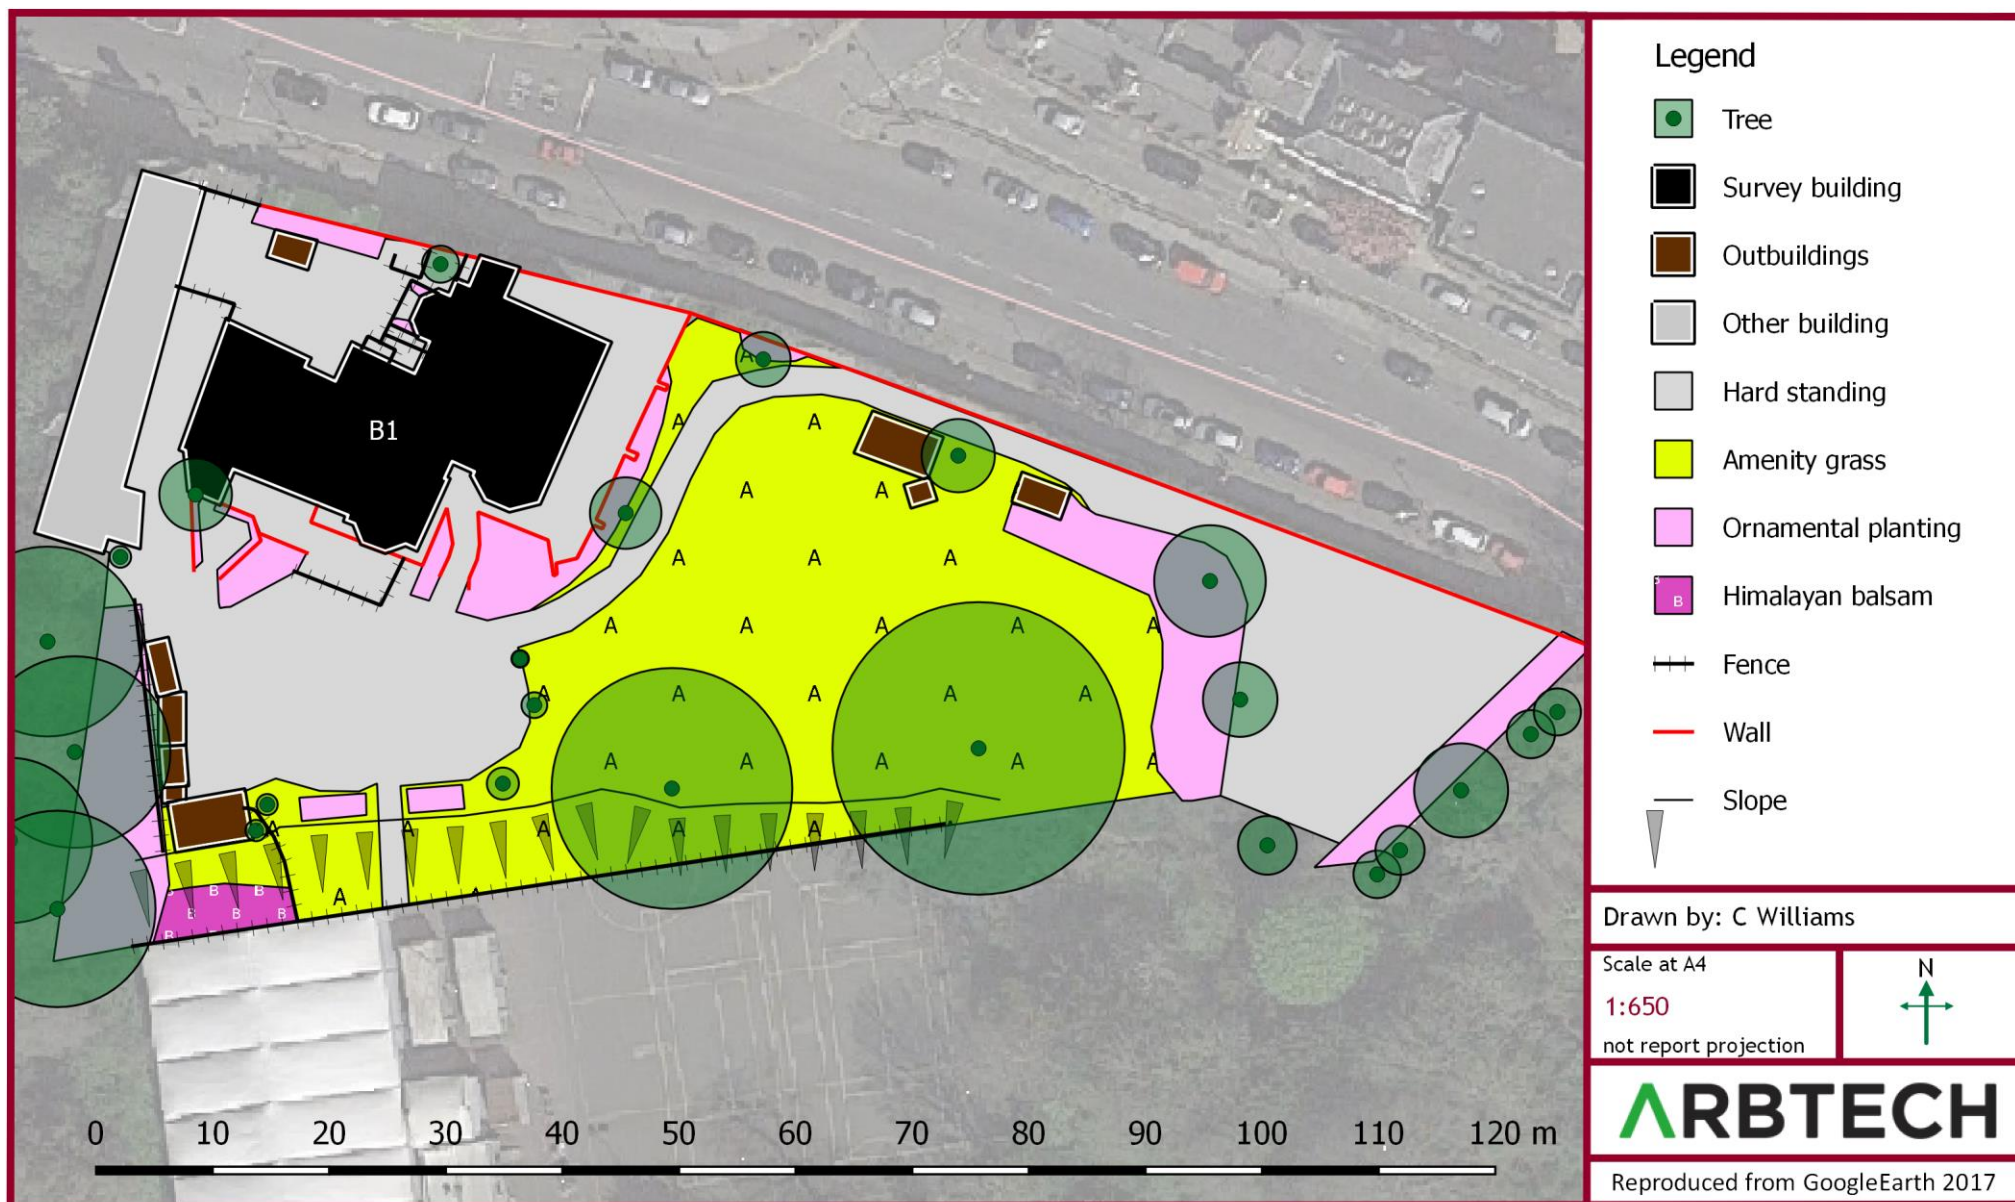 Legend
Tree
Survey building
Outbuildings
Other building
Hard standing
Amenity grass
Ornamental planting
B
Himalayan balsam
Fence
Wall
Slope
Drawn by: C Williams
Scale at A4
1:650
not report projection
N
ARBTECH
Reproduced from GoogleEarth 2017
B1
A
A A
A A
A A A
A A A A A
A A A A A
A A A A A
A A A A A
A
B B
B B B
B
0 10 20 30 40 50 60 70 80 90 100 110 120 m